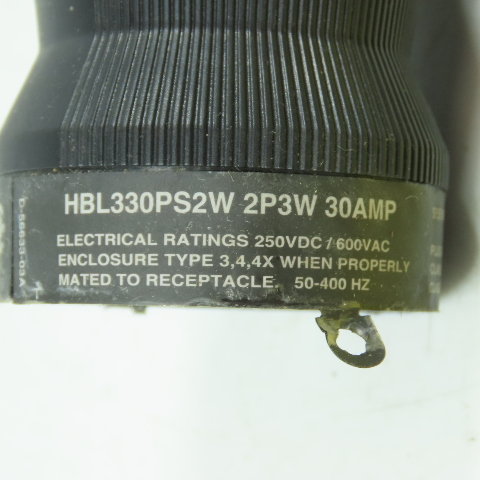 HBL330PS2W 2P3W 30AMP
ELECTRICAL RATINGS 250VDC / 600VAC
ENCLOSURE TYPE 3,4,4X WHEN PROPERLY
MATED TO RECEPTACLE. 50-400 HZ